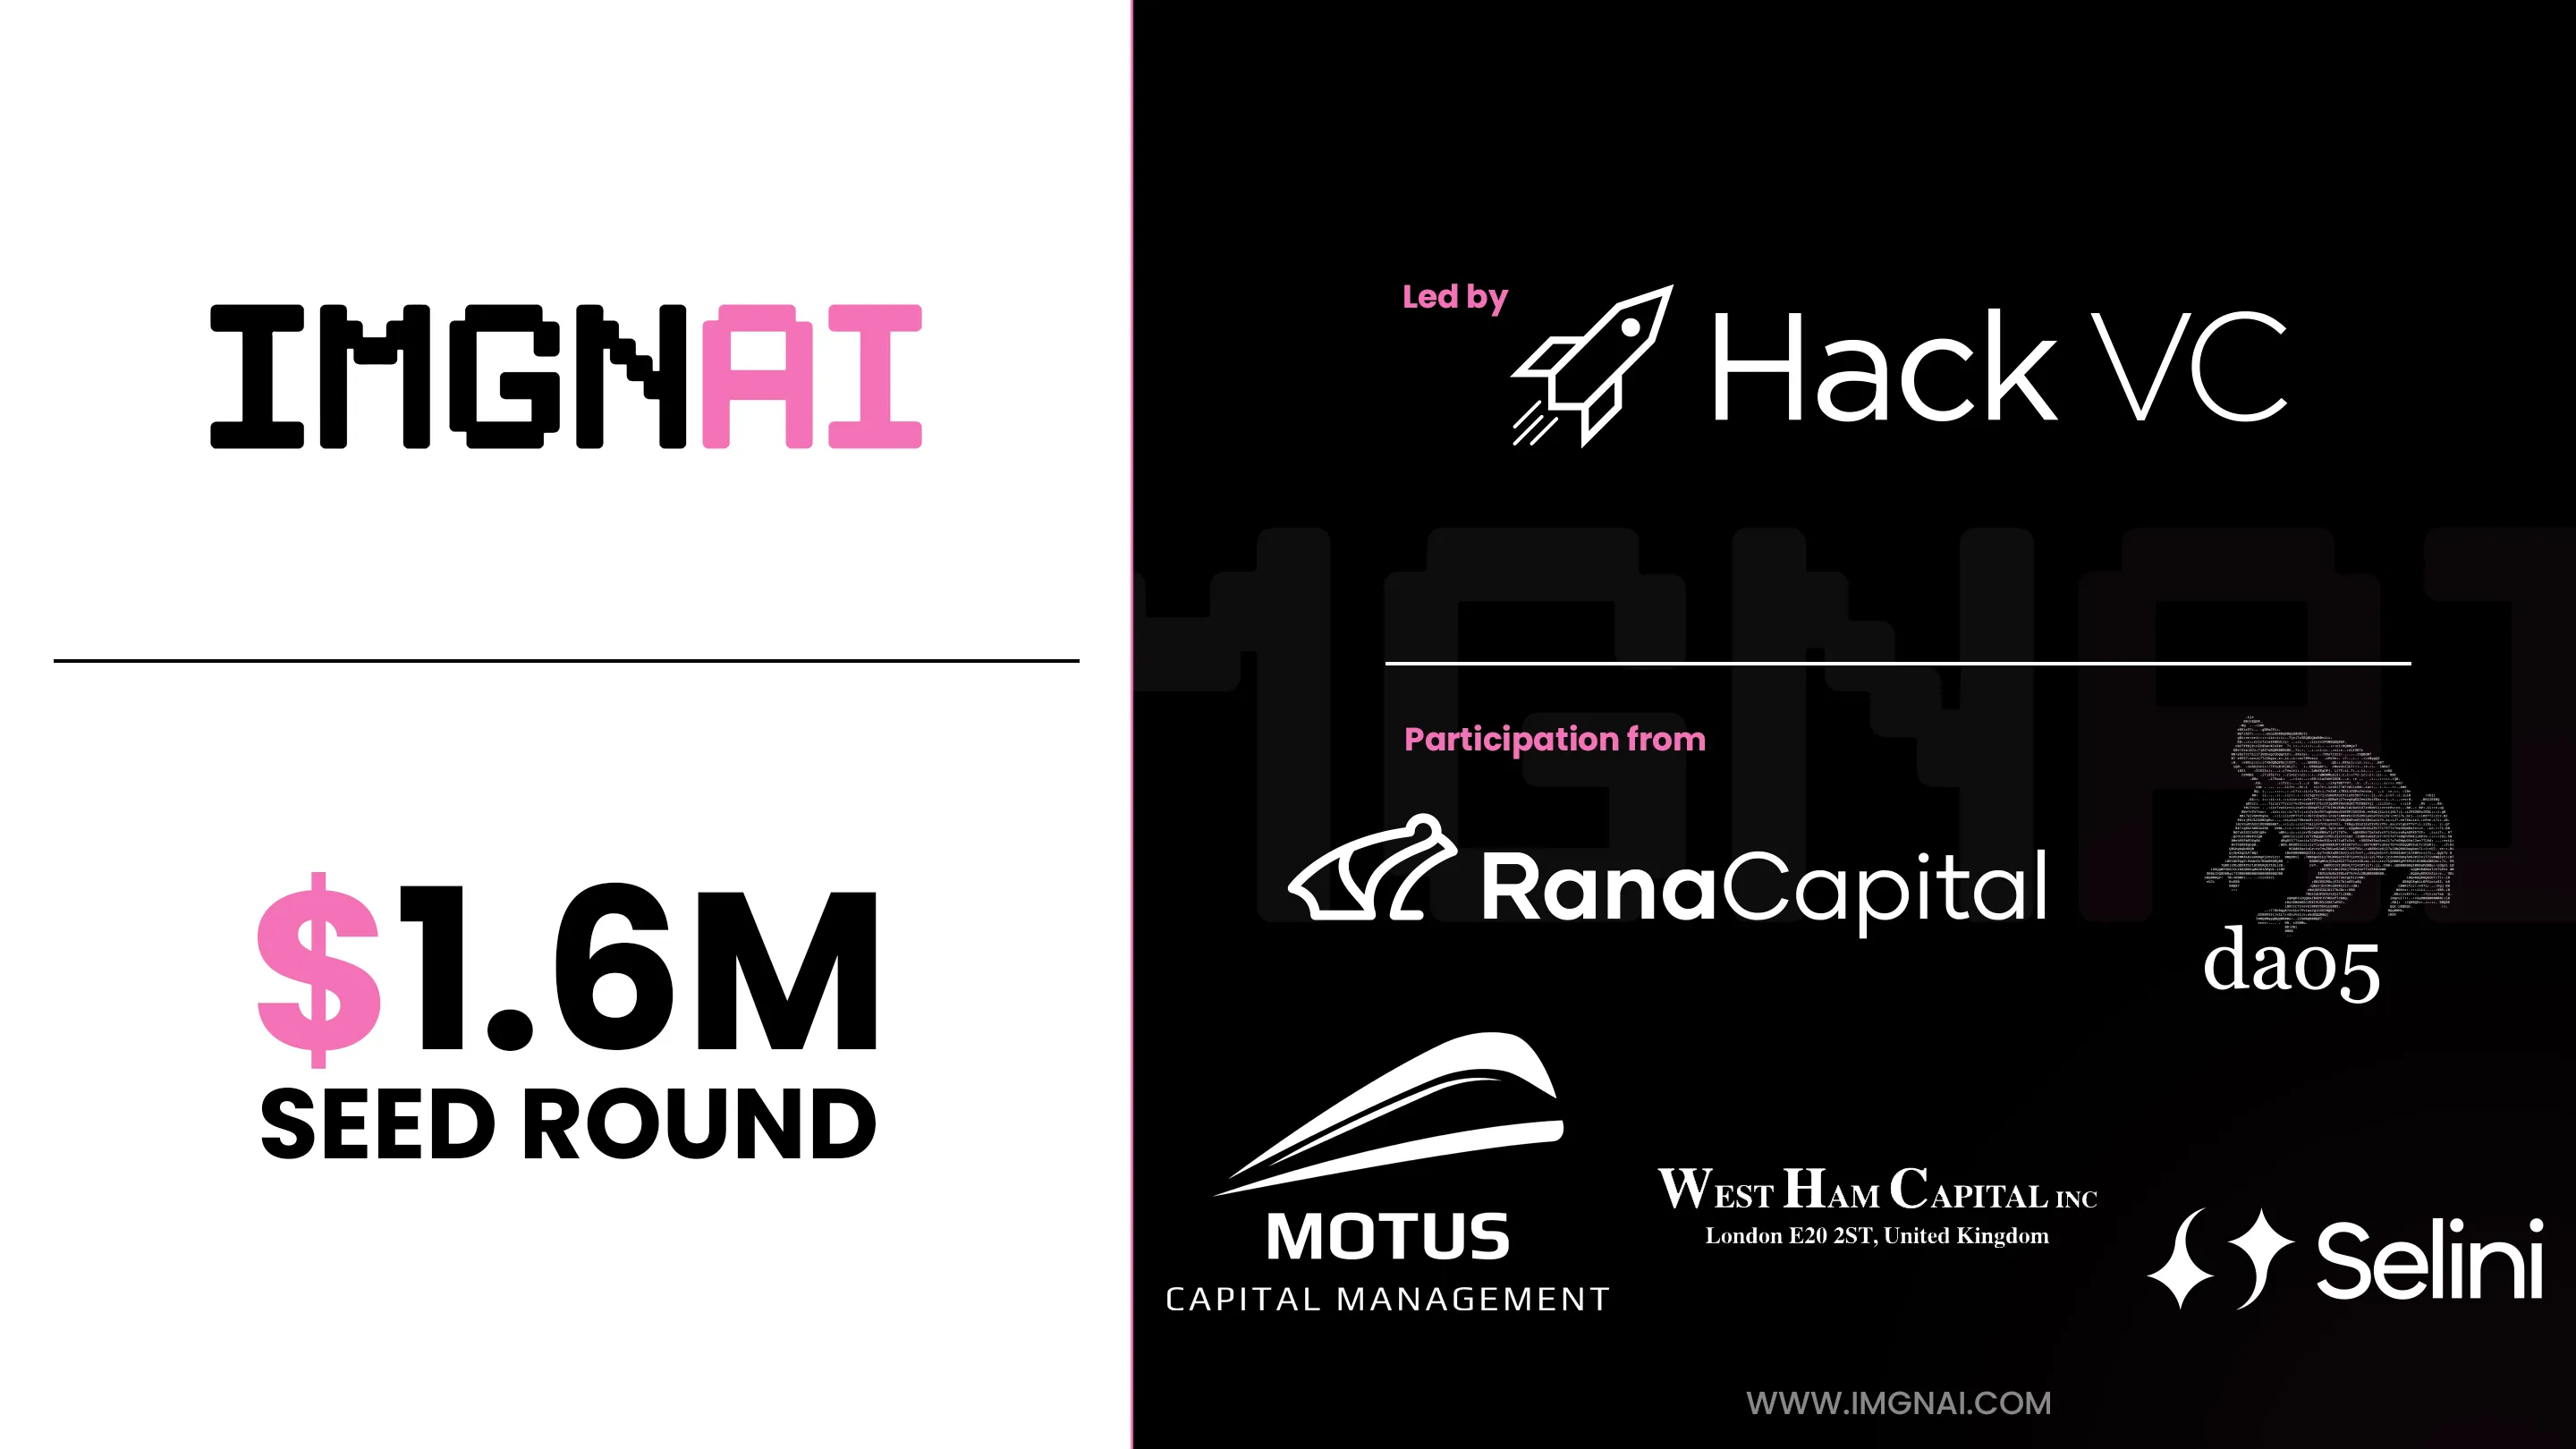 IMGNAI
$1.6M
SEED ROUND
Led by
Hack VC
Participation from
RanaCapital
dao5
MOTUS
CAPITAL MANAGEMENT
WEST HAM CAPITAL INC
London E20 2ST, United Kingdom
Selini
WWW.IMGNAI.COM